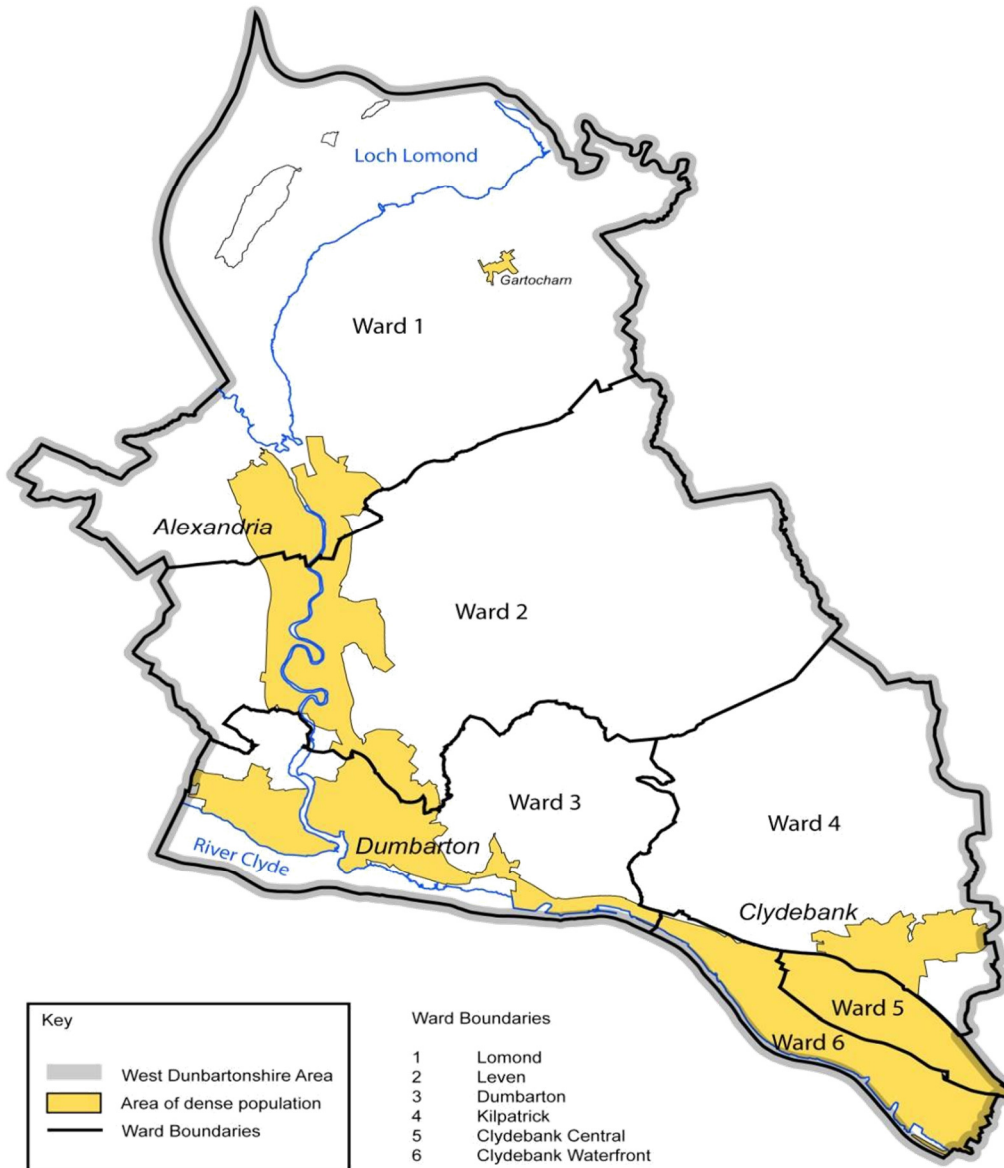 Loch Lomond
Gartocharn
Ward 1
Alexandria
Ward 2
Ward 3
Ward 4
Dumbarton
River Clyde
Clydebank
Ward 5
Ward 6
Key
West Dunbartonshire Area
Area of dense population
Ward Boundaries
Ward Boundaries
1 Lomond
2 Leven
3 Dumbarton
4 Kilpatrick
5 Clydebank Central
6 Clydebank Waterfront